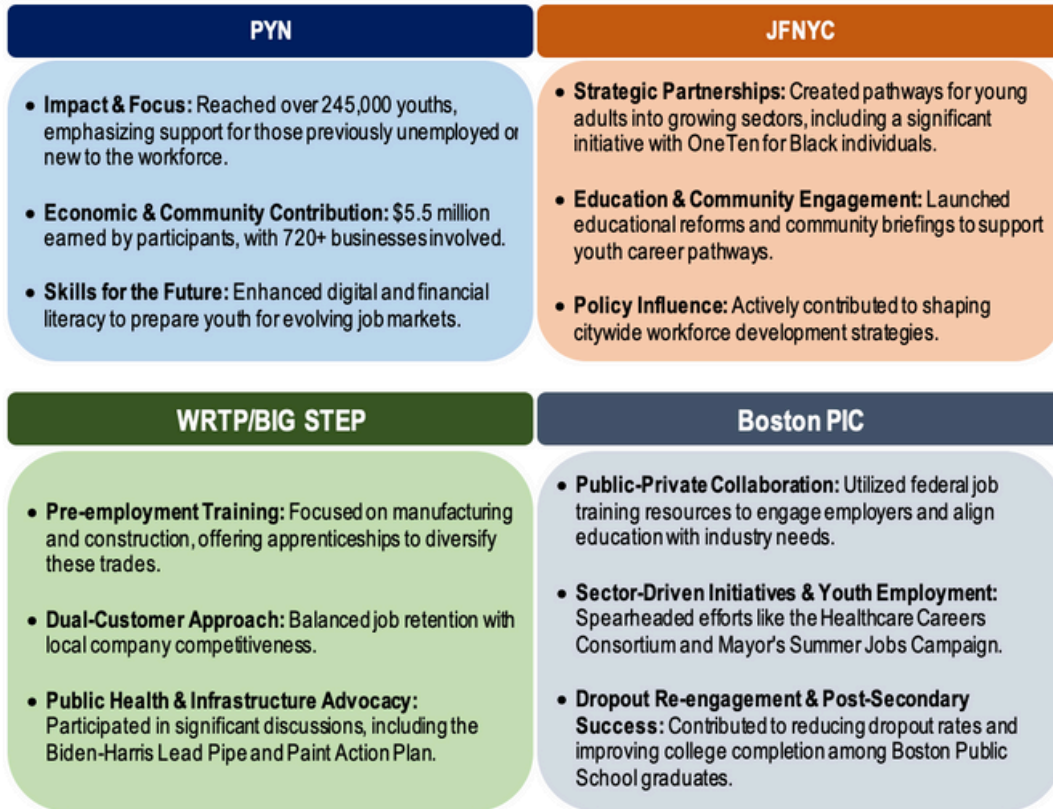 PYN
• Impact & Focus: Reached over 245,000 youths,
emphasizing support for those previously unemployed or
new to the workforce.
• Economic & Community Contribution: $5.5 million
earned by participants, with 720+ businesses involved.
• Skills for the Future: Enhanced digital and financial
literacy to prepare youth for evolving job markets.
JFNYC
• Strategic Partnerships: Created pathways for young
adults into growing sectors, including a significant
initiative with OneTen for Black individuals.
• Education & Community Engagement: Launched
educational reforms and community briefings to support
youth career pathways.
• Policy Influence: Actively contributed to shaping
citywide workforce development strategies.
WRTP/BIG STEP
• Pre-employment Training: Focused on manufacturing
and construction, offering apprenticeships to diversify
these trades.
• Dual-Customer Approach: Balanced job retention with
local company competitiveness.
• Public Health & Infrastructure Advocacy:
Participated in significant discussions, including the
Biden-Harris Lead Pipe and Paint Action Plan.
Boston PIC
• Public-Private Collaboration: Utilized federal job
training resources to engage employers and align
education with industry needs.
• Sector-Driven Initiatives & Youth Employment:
Spearheaded efforts like the Healthcare Careers
Consortium and Mayor's Summer Jobs Campaign.
• Dropout Re-engagement & Post-Secondary
Success: Contributed to reducing dropout rates and
improving college completion among Boston Public
School graduates.